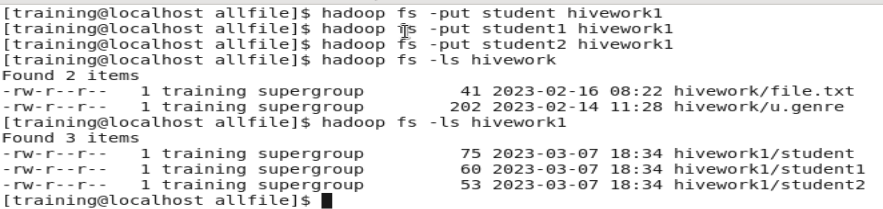 [training@localhost allfile]$ hadoop fs -put student hivework1
[training@localhost allfile]$ hadoop fs -put student1 hivework1
[training@localhost allfile]$ hadoop fs -put student2 hivework1
[training@localhost allfile]$ hadoop fs -ls hivework
Found 2 items
-rw-r--r--   1 training supergroup         41 2023-02-16 08:22 hivework/file.txt
-rw-r--r--   1 training supergroup        202 2023-02-14 11:28 hivework/u.genre
[training@localhost allfile]$ hadoop fs -ls hivework1
Found 3 items
-rw-r--r--   1 training supergroup         75 2023-03-07 18:34 hivework1/student
-rw-r--r--   1 training supergroup         60 2023-03-07 18:34 hivework1/student1
-rw-r--r--   1 training supergroup         53 2023-03-07 18:34 hivework1/student2
[training@localhost allfile]$